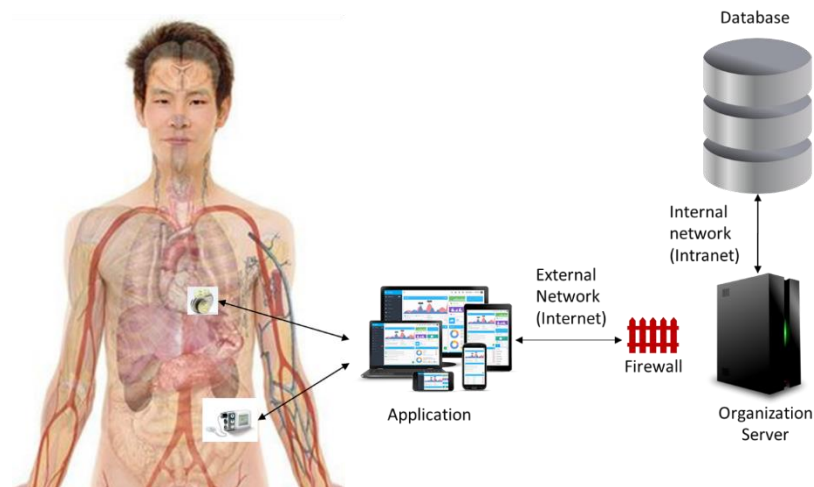 Database
Internal
network
(Intranet)
External
Network
(Internet)
Firewall
Application
Organization
Server